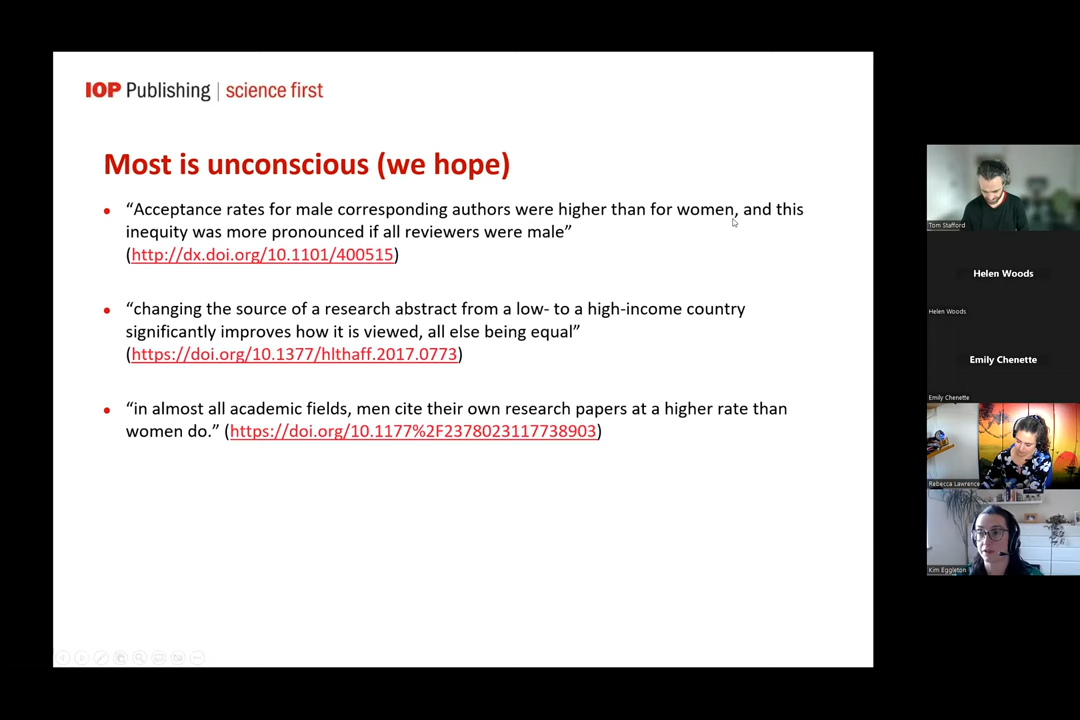 IOP Publishing | science first
Most is unconscious (we hope)
• “Acceptance rates for male corresponding authors were higher than for women, and this
inequity was more pronounced if all reviewers were male”
(http://dx.doi.org/10.1101/400515)
• “changing the source of a research abstract from a low- to a high-income country
significantly improves how it is viewed, all else being equal”
(https://doi.org/10.1377/hlthaff.2017.0773)
• “in almost all academic fields, men cite their own research papers at a higher rate than
women do.” (https://doi.org/10.1177%2F2378023117738903)
Tom Stafford
Helen Woods
Helen Woods
Emily Chenette
Emily Chenette
Rebecca Lawrence
Kim Eggleton